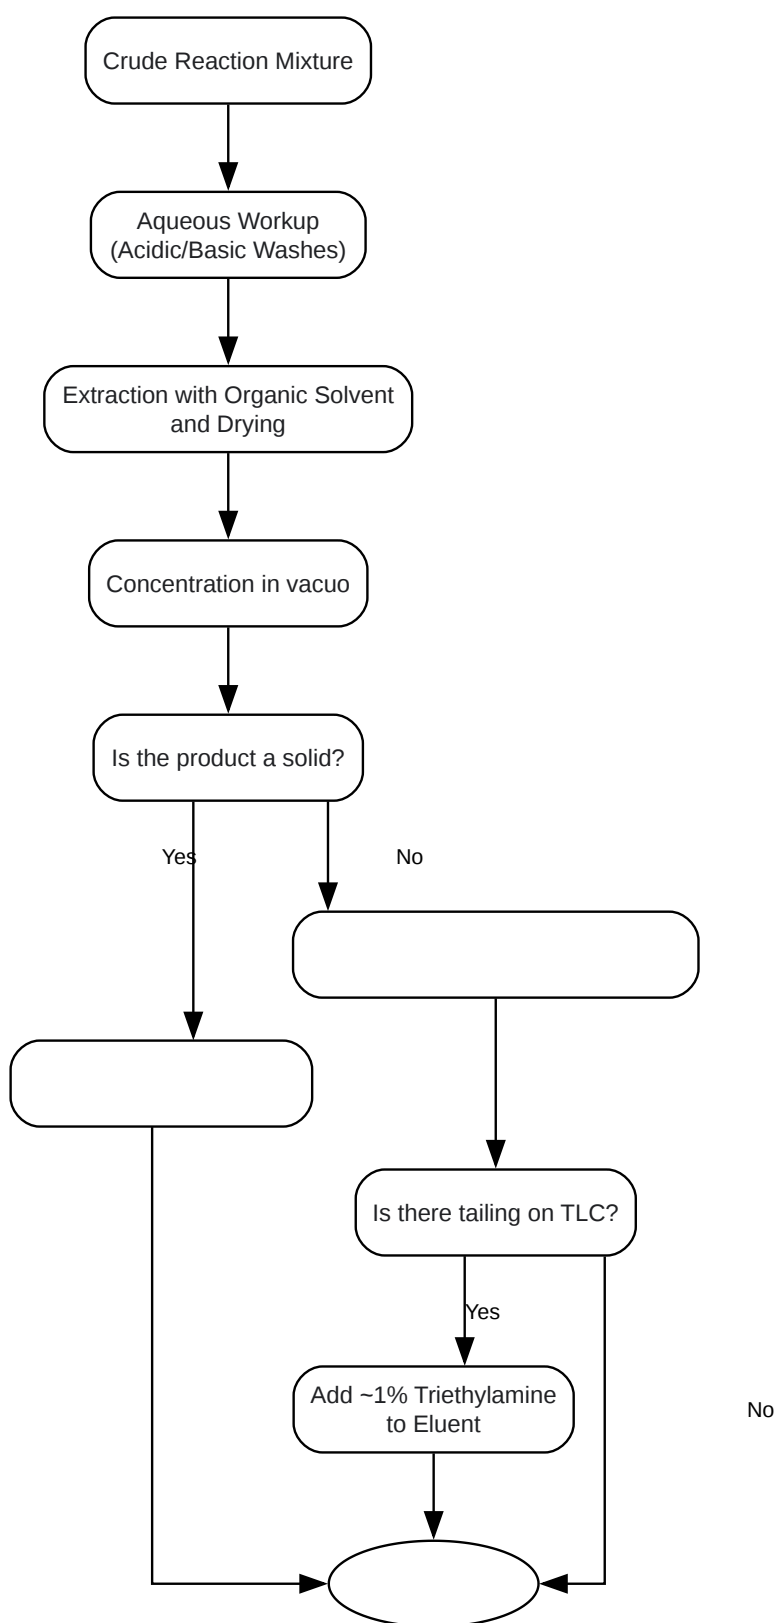 Crude Reaction Mixture
Aqueous Workup
(Acidic/Basic Washes)
Extraction with Organic Solvent
and Drying
Concentration in vacuo
Is the product a solid?
Yes
No
Is there tailing on TLC?
Yes
Add ~1% Triethylamine
to Eluent
No